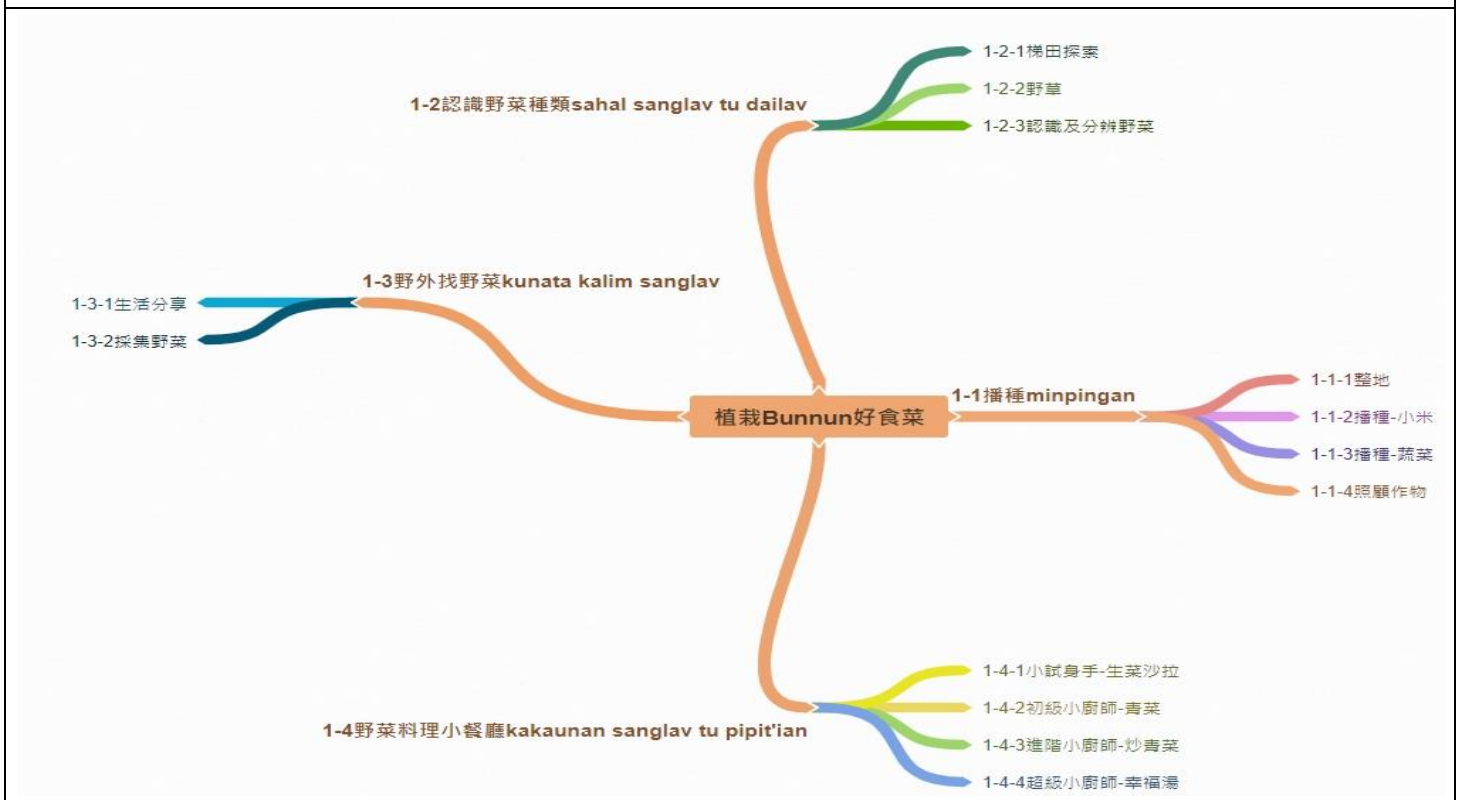 植栽Bunnun好食菜
1-1播種minpingan
1-1-1整地
1-1-2播種-小米
1-1-3播種-蔬菜
1-1-4照顧作物
1-2認識野菜種類sahal sanglav tu dailav
1-2-1梯田探索
1-2-2野草
1-2-3認識及分辨野菜
1-3野外找野菜kunata kalim sanglav
1-3-1生活分享
1-3-2採集野菜
1-4野菜料理小餐廳kakaunan sanglav tu pipit'ian
1-4-1小試身手-生菜沙拉
1-4-2初級小廚師-青菜
1-4-3進階小廚師-炒青菜
1-4-4超級小廚師-幸福湯